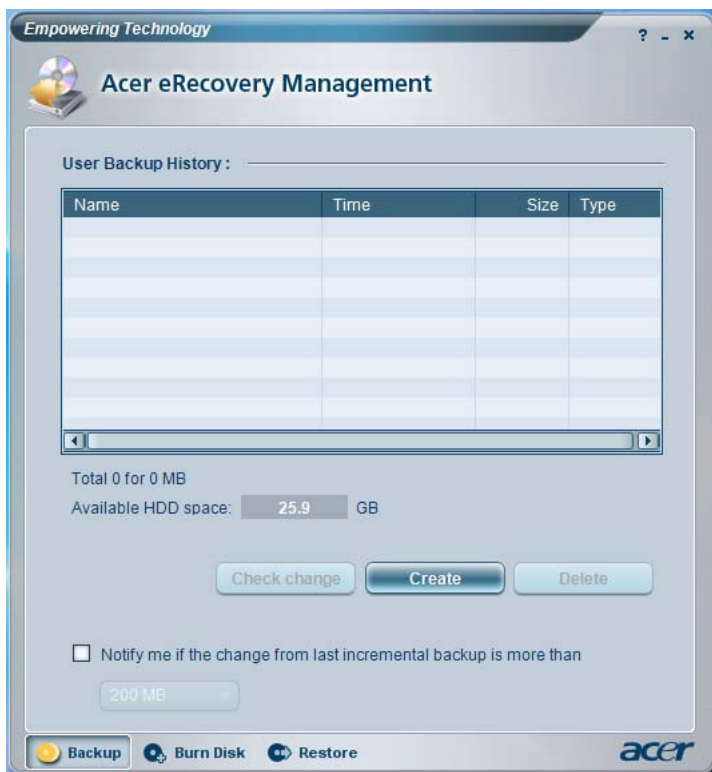 Empowering Technology
? - ×
Acer eRecovery Management
User Backup History :
Name Time Size Type
Total 0 for 0 MB
Available HDD space: 25.9 GB
Check change Create Delete
Notify me if the change from last incremental backup is more than
200 MB
Backup Burn Disk Restore acer